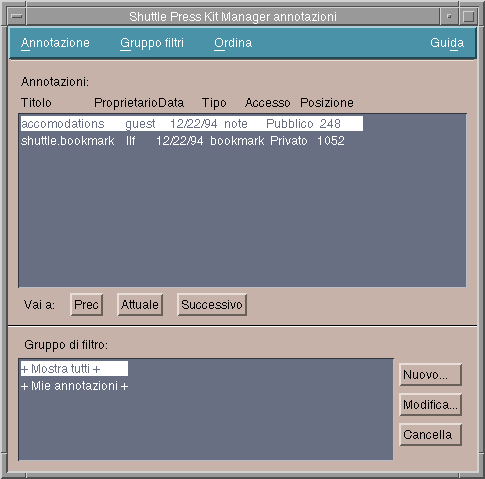 Shuttle Press Kit Manager annotazioni
Annotazione Gruppo filtri Ordina Guida
Annotazioni:
Titolo ProprietarioData Tipo Accesso Posizione
accomodations guest 12/22/94 note Pubblico 248
shuttle.bookmark llf 12/22/94 bookmark Privato 1052
Vai a: Prec Attuale Successivo
Gruppo di filtro:
+ Mostra tutti +
+ Mie annotazioni +
Nuovo...
Modifica...
Cancella